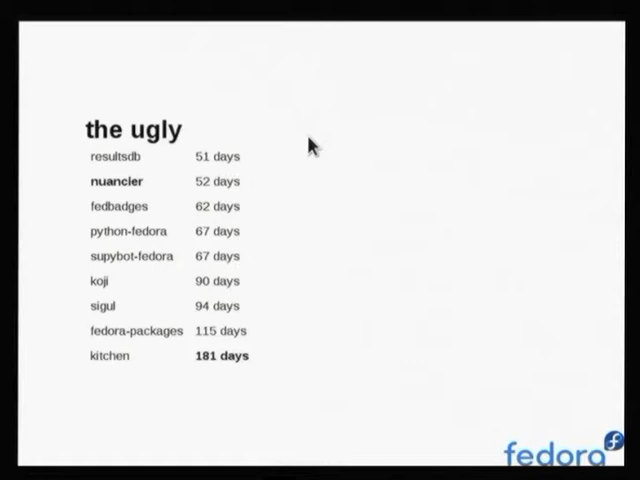 the ugly
resultsdb 51 days
nuancier 52 days
fedbadges 62 days
python-fedora 67 days
supybot-fedora 67 days
koji 90 days
sigul 94 days
fedora-packages 115 days
kitchen 181 days
fedora